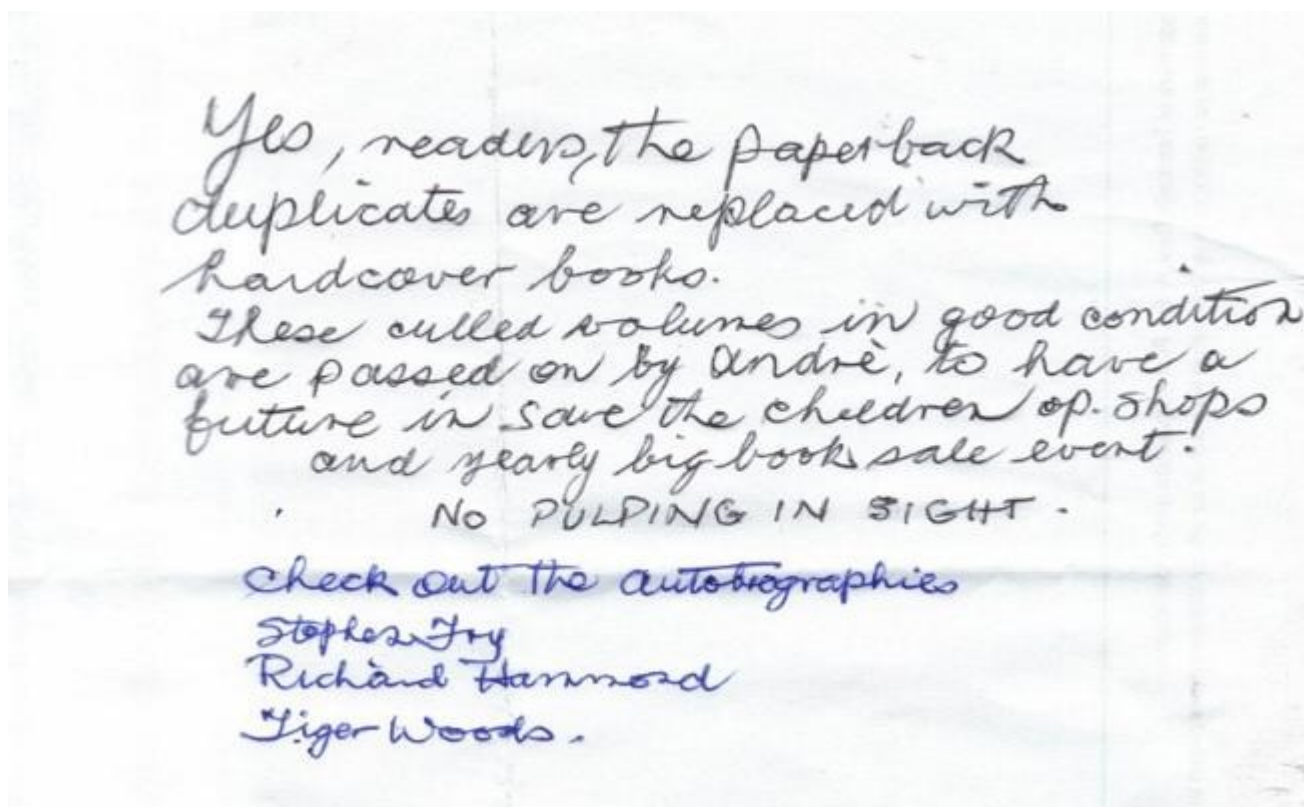 Yes, readers, the paperback
duplicates are replaced with
hardcover books.
These culled volumes in good condition
are passed on by Andrè, to have a
future in Save the Children op. shops
and yearly big book sale event.
NO PULPING IN SIGHT.
Check out the autobiographies
Stephen Fry
Richard Hammond
Tiger Woods.